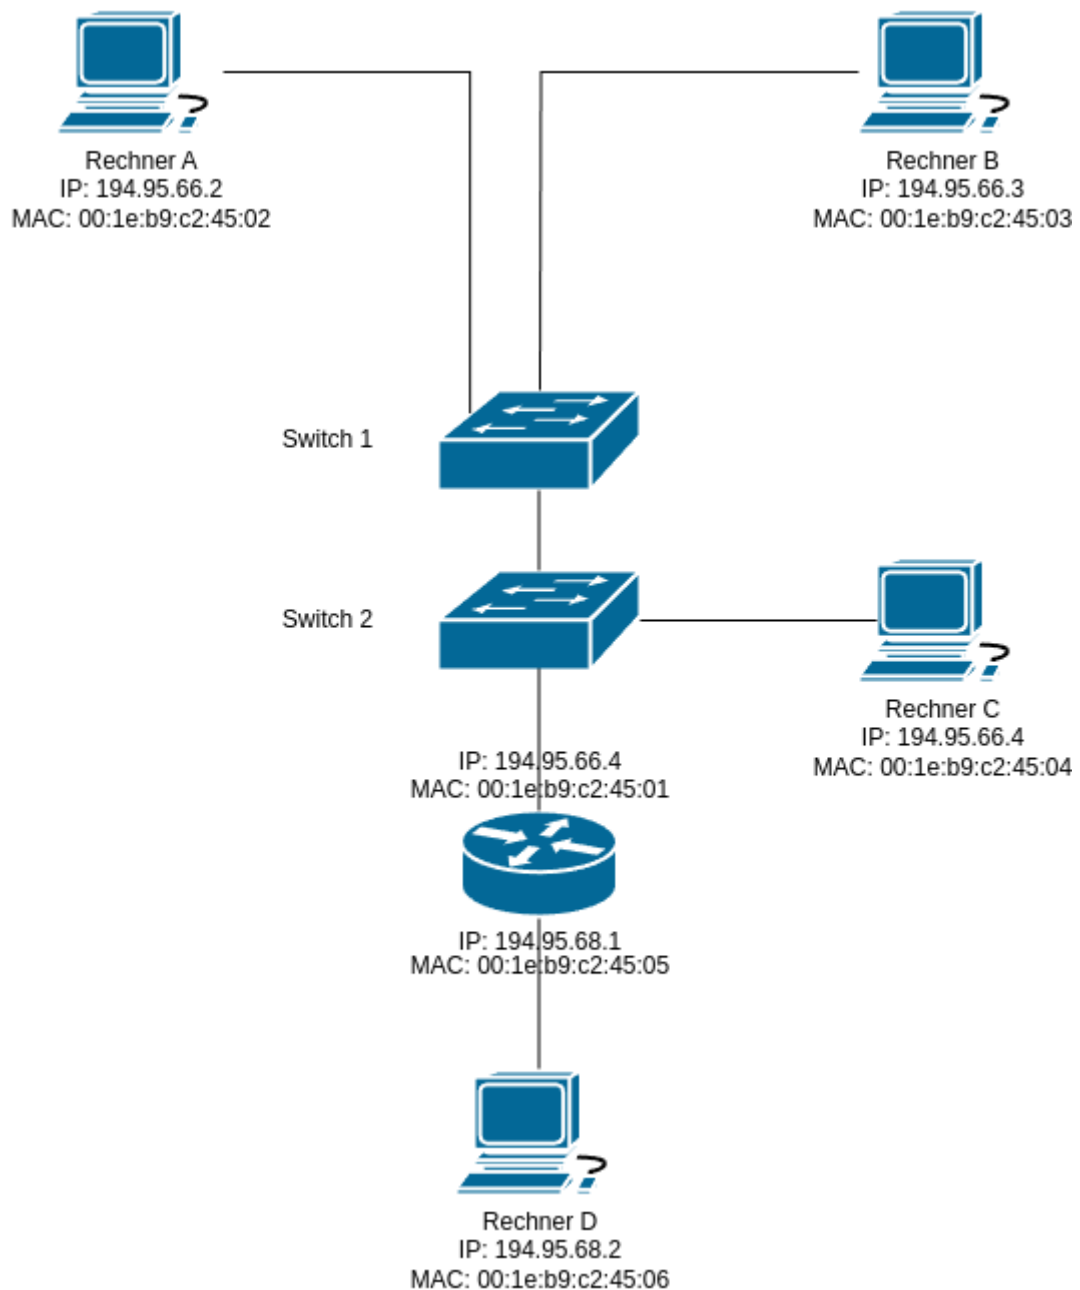 Rechner A
IP: 194.95.66.2
MAC: 00:1e:b9:c2:45:02
Rechner B
IP: 194.95.66.3
MAC: 00:1e:b9:c2:45:03
Switch 1
Switch 2
Rechner C
IP: 194.95.66.4
MAC: 00:1e:b9:c2:45:04
IP: 194.95.66.4
MAC: 00:1e:b9:c2:45:01
IP: 194.95.68.1
MAC: 00:1e:b9:c2:45:05
Rechner D
IP: 194.95.68.2
MAC: 00:1e:b9:c2:45:06